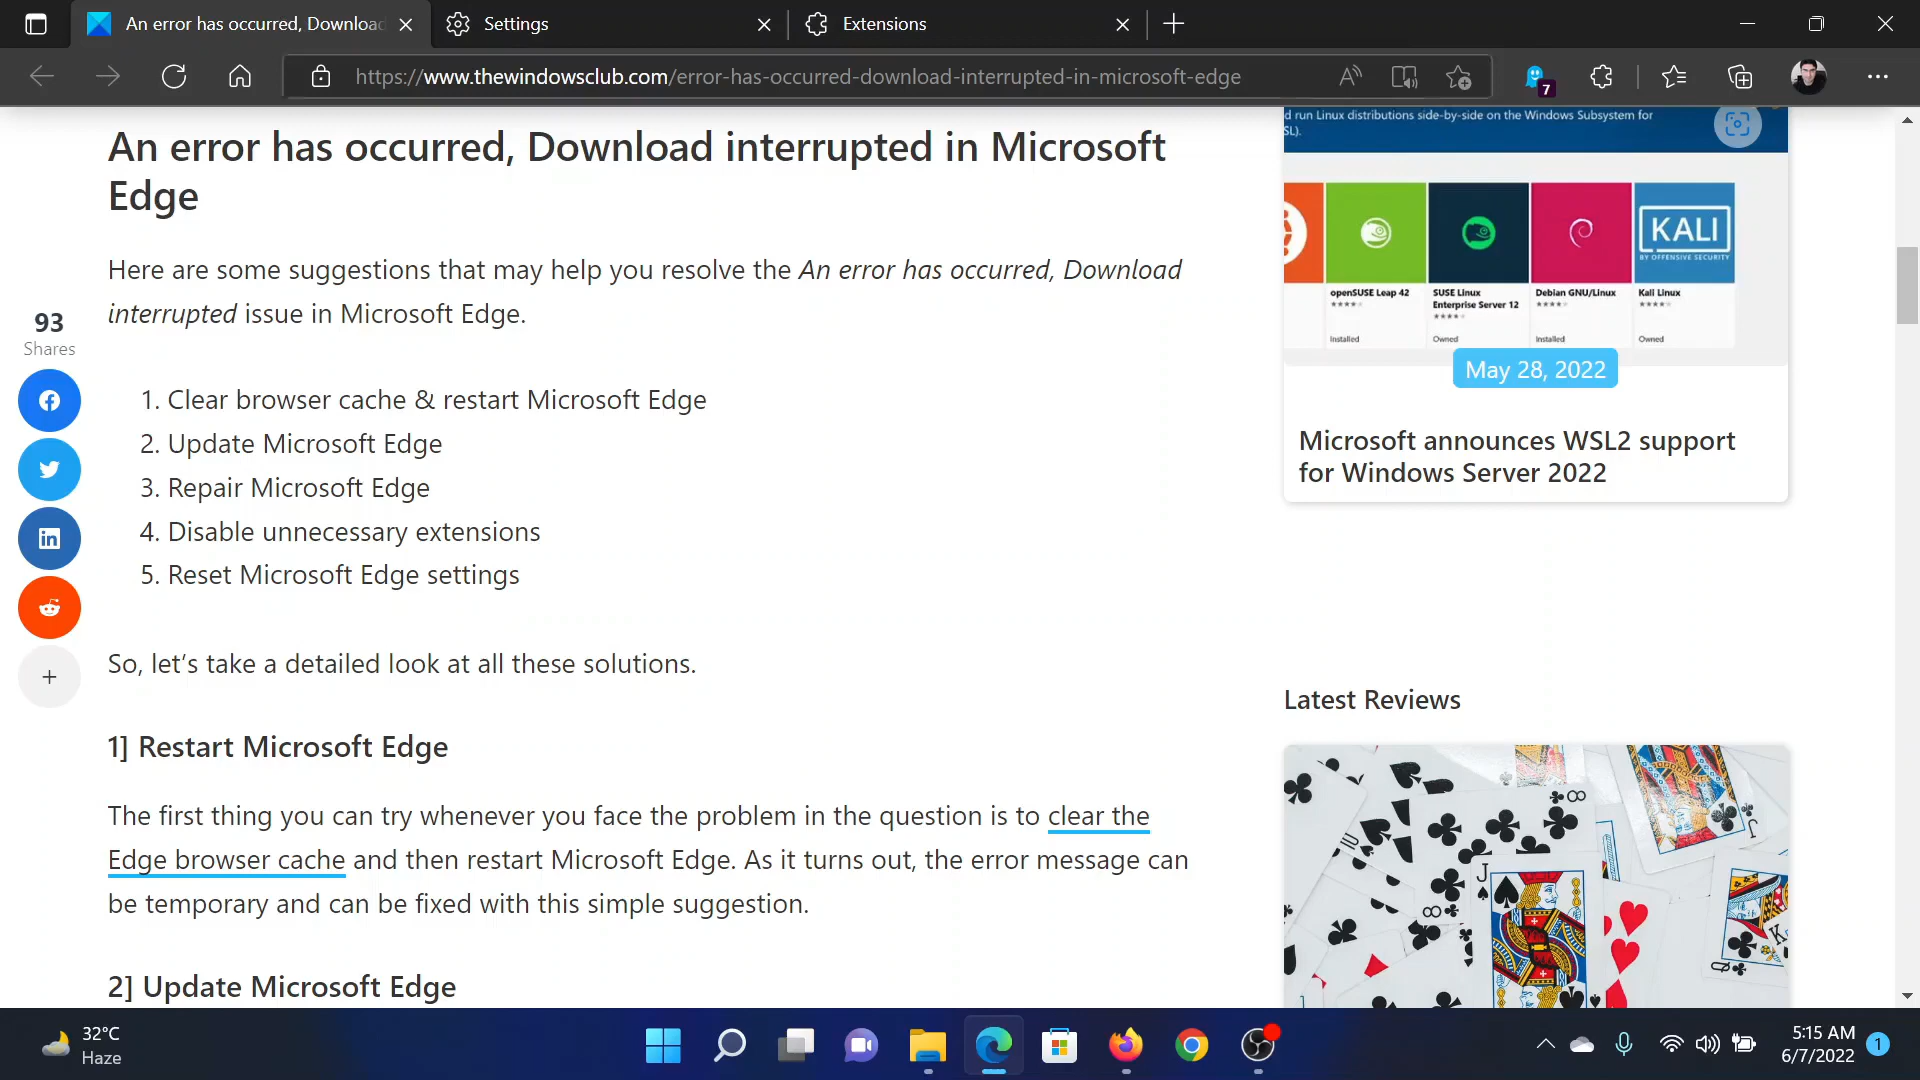 An error has occurred, Download
Settings
Extensions
https://www.thewindowsclub.com/error-has-occurred-download-interrupted-in-microsoft-edge
7
An error has occurred, Download interrupted in Microsoft
Edge
Here are some suggestions that may help you resolve the An error has occurred, Download
interrupted issue in Microsoft Edge.
93
Shares
1. Clear browser cache & restart Microsoft Edge
2. Update Microsoft Edge
3. Repair Microsoft Edge
4. Disable unnecessary extensions
5. Reset Microsoft Edge settings
So, let's take a detailed look at all these solutions.
1] Restart Microsoft Edge
The first thing you can try whenever you face the problem in the question is to clear the
Edge browser cache and then restart Microsoft Edge. As it turns out, the error message can
be temporary and can be fixed with this simple suggestion.
2] Update Microsoft Edge
d run Linux distributions side-by-side on the Windows Subsystem for
SL).
KALI
BY OFFENSIVE SECURITY
openSUSE Leap 42
SUSE Linux
Enterprise Server 12
Debian GNU/Linux
Kali Linux
Installed
Owned
Installed
Owned
May 28, 2022
Microsoft announces WSL2 support
for Windows Server 2022
Latest Reviews
8
J
J
8
K
Q
32°C
Haze
5:15 AM
6/7/2022
1